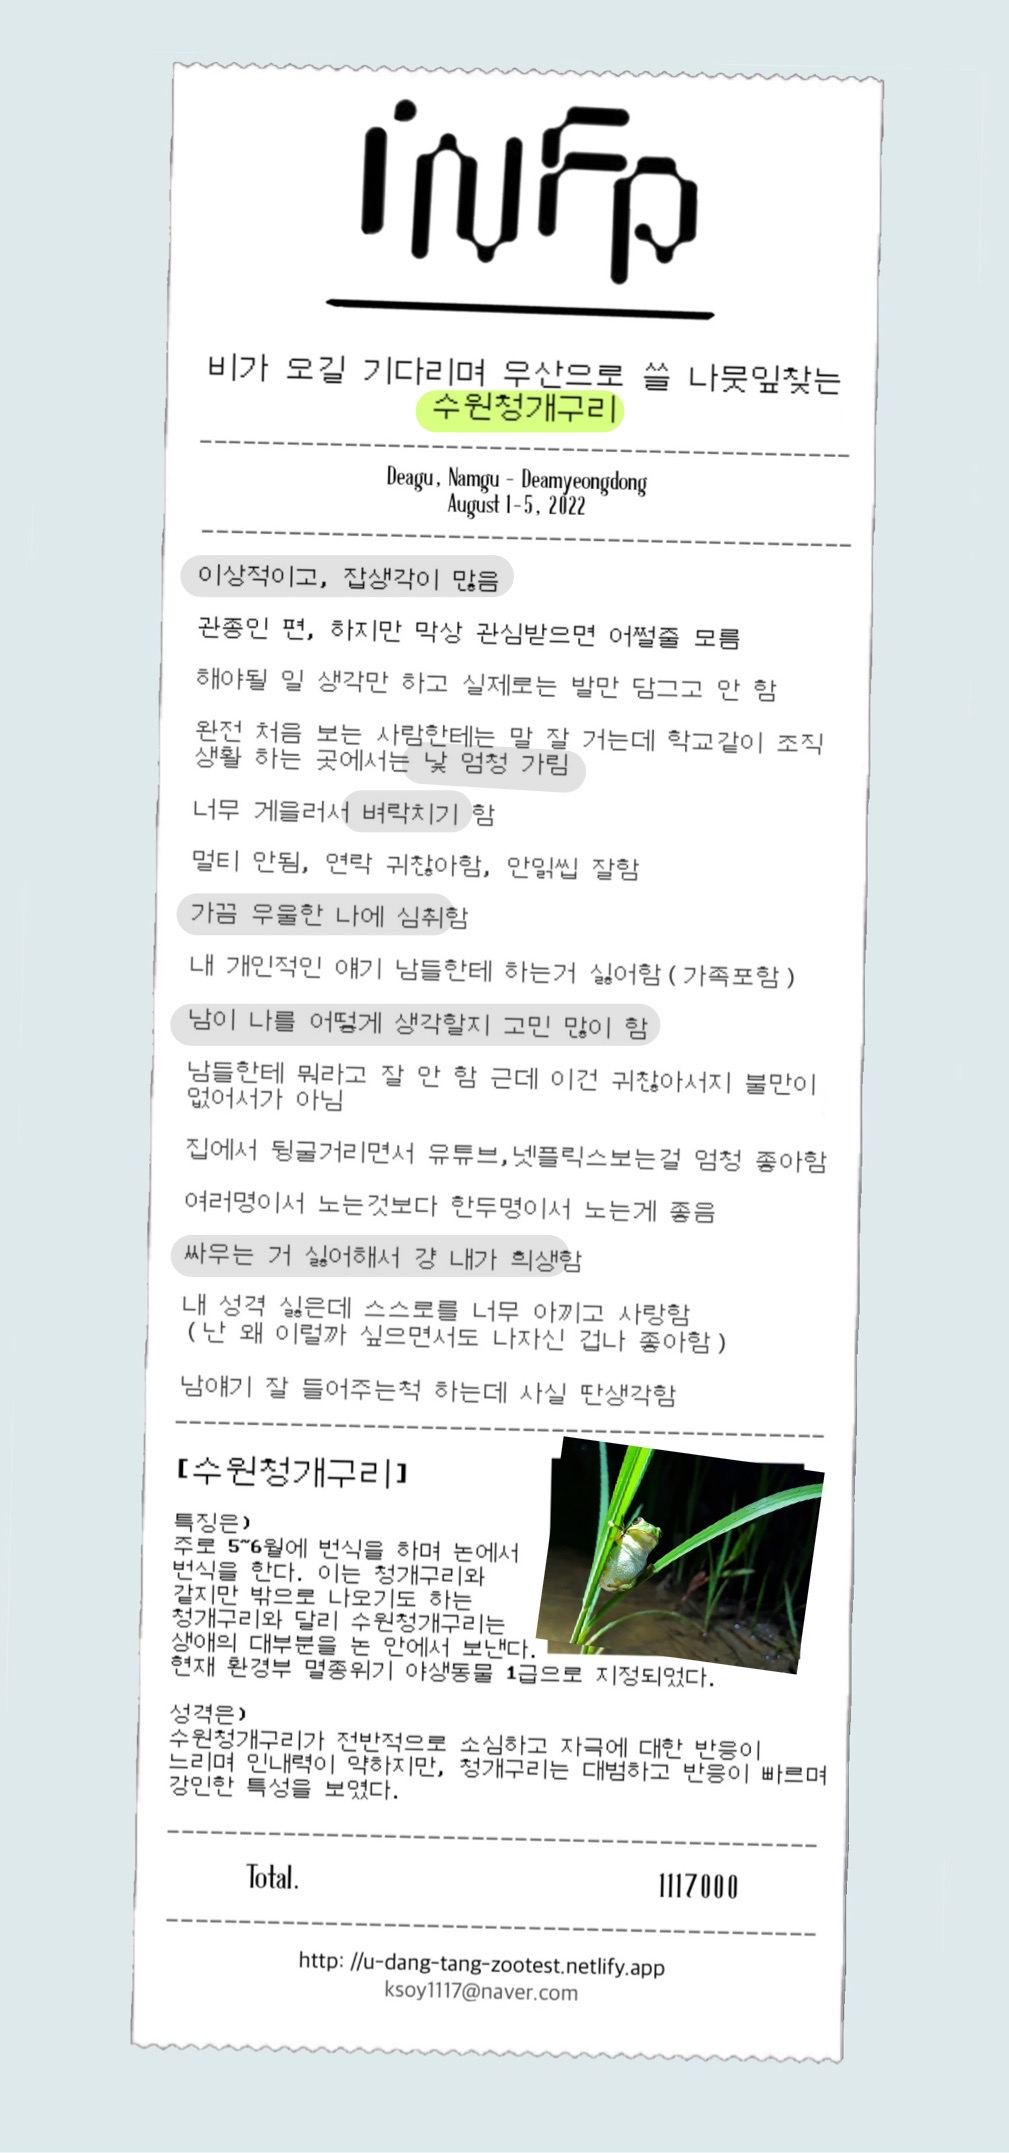 iNFp
비가 오길 기다리며 우산으로 쓸 나뭇잎찾는
수원청개구리
Deagu, Namgu - Deamyeongdong
August 1-5, 2022
이상적이고, 잡생각이 많음
관종인 편, 하지만 막상 관심받으면 어쩔줄 모름
해야될 일 생각만 하고 실제로는 발만 담그고 안 함
완전 처음 보는 사람한테는 말 잘 거는데 학교같이 조직
생활 하는 곳에서는 낯 엄청 가림
너무 게을러서 벼락치기 함
멀티 안됨, 연락 귀찮아함, 안읽씹 잘함
가끔 우울한 나에 심취함
내 개인적인 얘기 남들한테 하는거 싫어함(가족포함)
남이 나를 어떻게 생각할지 고민 많이 함
남들한테 뭐라고 잘 안 함 근데 이건 귀찮아서지 불만이
없어서가 아님
집에서 뒹굴거리면서 유튜브,넷플릭스보는걸 엄청 좋아함
여러명이서 노는것보다 한두명이서 노는게 좋음
싸우는 거 싫어해서 걍 내가 희생함
내 성격 싫은데 스스로를 너무 아끼고 사랑함
(난 왜 이럴까 싶으면서도 나자신 겁나 좋아함)
남얘기 잘 들어주는척 하는데 사실 딴생각함
[수원청개구리]
특징은)
주로 5~6월에 번식을 하며 논에서
번식을 한다. 이는 청개구리와
같지만 밖으로 나오기도 하는
청개구리와 달리 수원청개구리는
생애의 대부분을 논 안에서 보낸다.
현재 환경부 멸종위기 야생동물 1급으로 지정되었다.
성격은)
수원청개구리가 전반적으로 소심하고 자극에 대한 반응이
느리며 인내력이 약하지만, 청개구리는 대범하고 반응이 빠르며
강인한 특성을 보였다.
Total. 1117000
http: //u-dang-tang-zootest.netlify.app
ksoy1117@naver.com